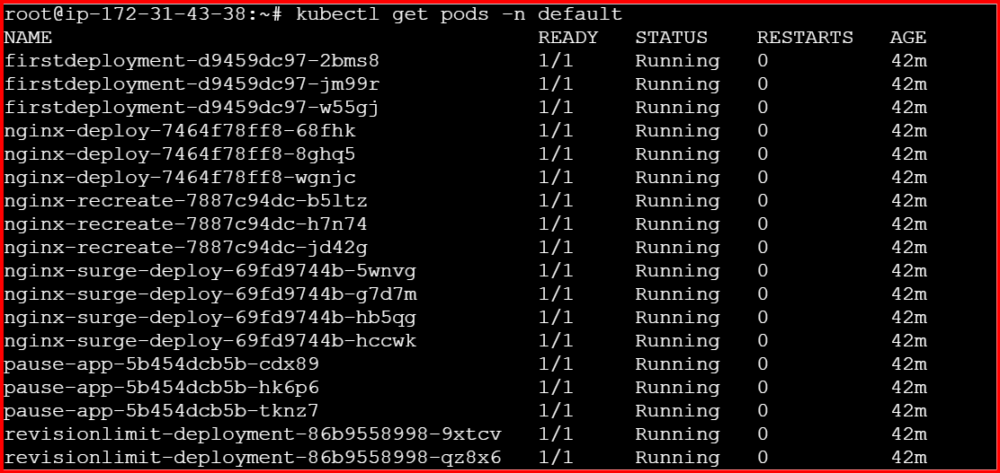 root@ip-172-31-43-38:~# kubectl get pods -n default
NAME READY STATUS RESTARTS AGE
firstdeployment-d9459dc97-2bms8 1/1 Running 0 42m
firstdeployment-d9459dc97-jm99r 1/1 Running 0 42m
firstdeployment-d9459dc97-w55gj 1/1 Running 0 42m
nginx-deploy-7464f78ff8-68fhk 1/1 Running 0 42m
nginx-deploy-7464f78ff8-8ghq5 1/1 Running 0 42m
nginx-deploy-7464f78ff8-wgnjc 1/1 Running 0 42m
nginx-recreate-7887c94dc-b5ltz 1/1 Running 0 42m
nginx-recreate-7887c94dc-h7n74 1/1 Running 0 42m
nginx-recreate-7887c94dc-jd42g 1/1 Running 0 42m
nginx-surge-deploy-69fd9744b-5wnvg 1/1 Running 0 42m
nginx-surge-deploy-69fd9744b-g7d7m 1/1 Running 0 42m
nginx-surge-deploy-69fd9744b-hb5qg 1/1 Running 0 42m
nginx-surge-deploy-69fd9744b-hccwk 1/1 Running 0 42m
pause-app-5b454dcb5b-cdx89 1/1 Running 0 42m
pause-app-5b454dcb5b-hk6p6 1/1 Running 0 42m
pause-app-5b454dcb5b-tknz7 1/1 Running 0 42m
revisionlimit-deployment-86b9558998-9xtcv 1/1 Running 0 42m
revisionlimit-deployment-86b9558998-qz8x6 1/1 Running 0 42m